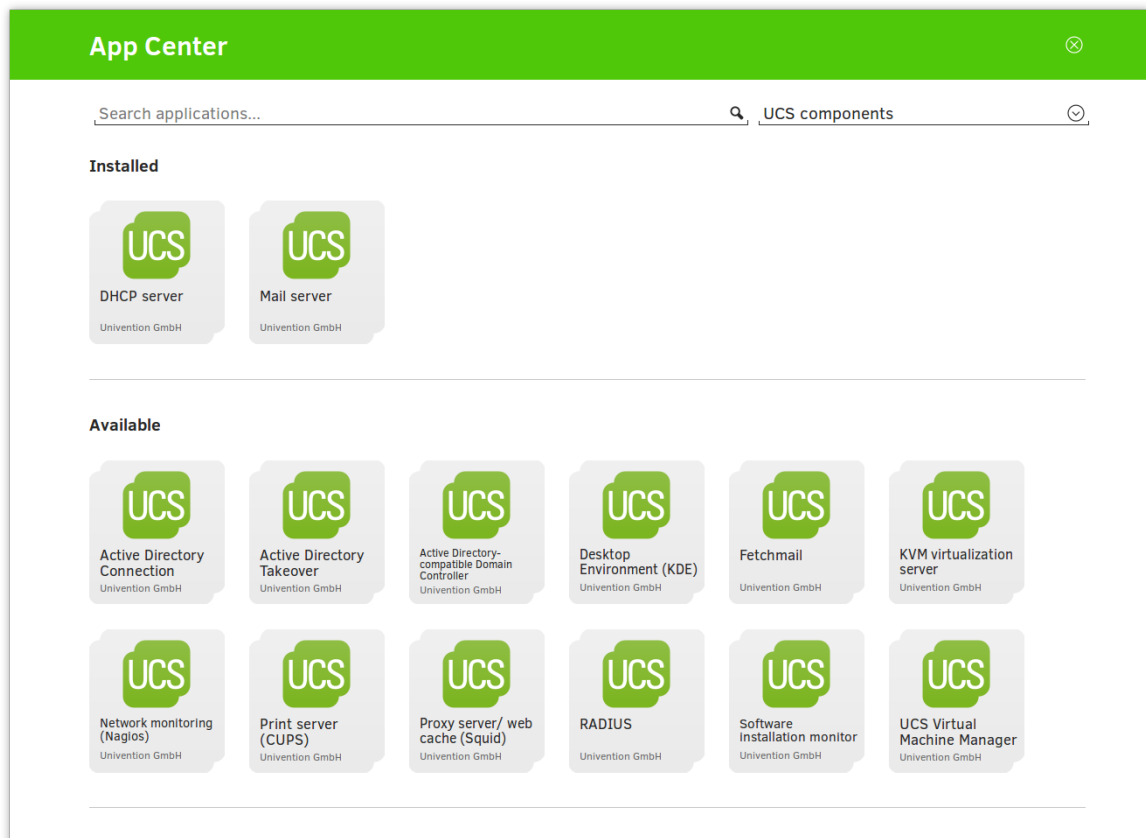 App Center
Search applications...
UCS components
Installed
UCS
UCS
DHCP server
Mail server
Univention GmbH
Univention GmbH
Available
UCS
UCS
UCS
UCS
UCS
UCS
Active Directory
Connection
Univention GmbH
Active Directory
Takeover
Univention GmbH
Active Directory-
compatible Domain
Controller
Univention GmbH
Desktop
Environment (KDE)
Univention GmbH
Fetchmail
Univention GmbH
KVM virtualization
server
Univention GmbH
UCS
UCS
UCS
UCS
UCS
UCS
Network monitoring
(Nagios)
Univention GmbH
Print server
(CUPS)
Univention GmbH
Proxy server/ web
cache (Squid)
Univention GmbH
RADIUS
Univention GmbH
Software
installation monitor
Univention GmbH
UCS Virtual
Machine Manager
Univention GmbH